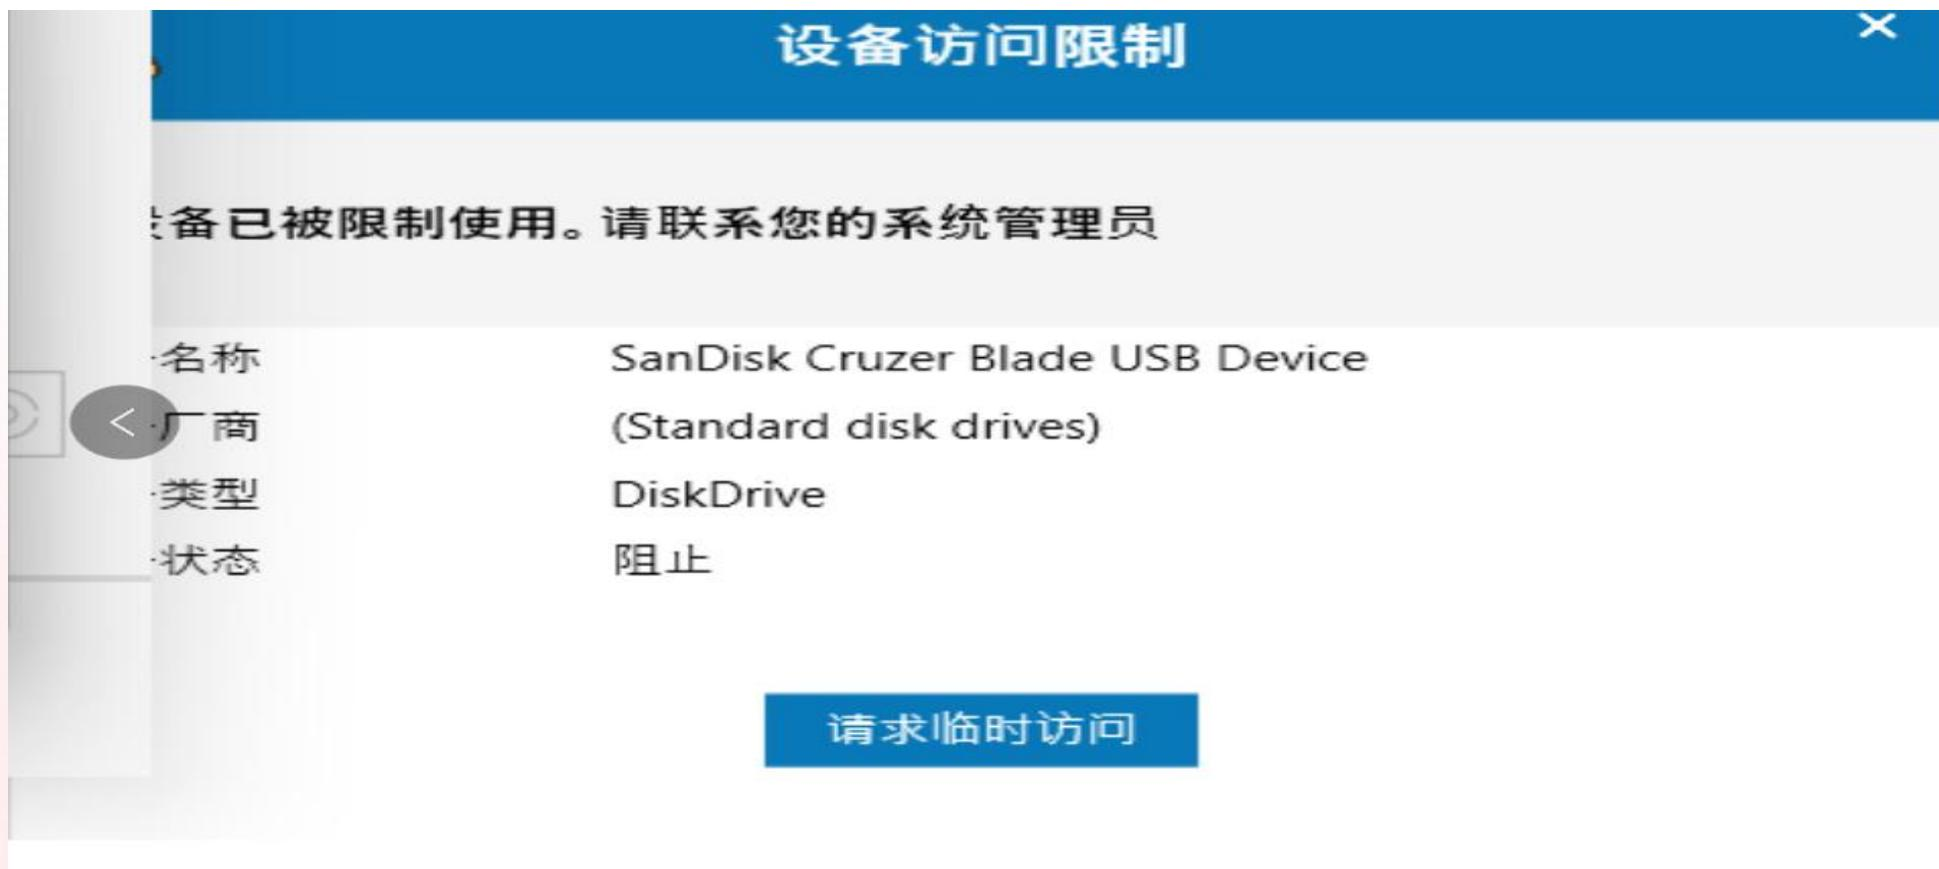 设备访问限制
备已被限制使用。请联系您的系统管理员
名称 SanDisk Cruzer Blade USB Device
厂商 (Standard disk drives)
类型 DiskDrive
状态 阻止
请求临时访问